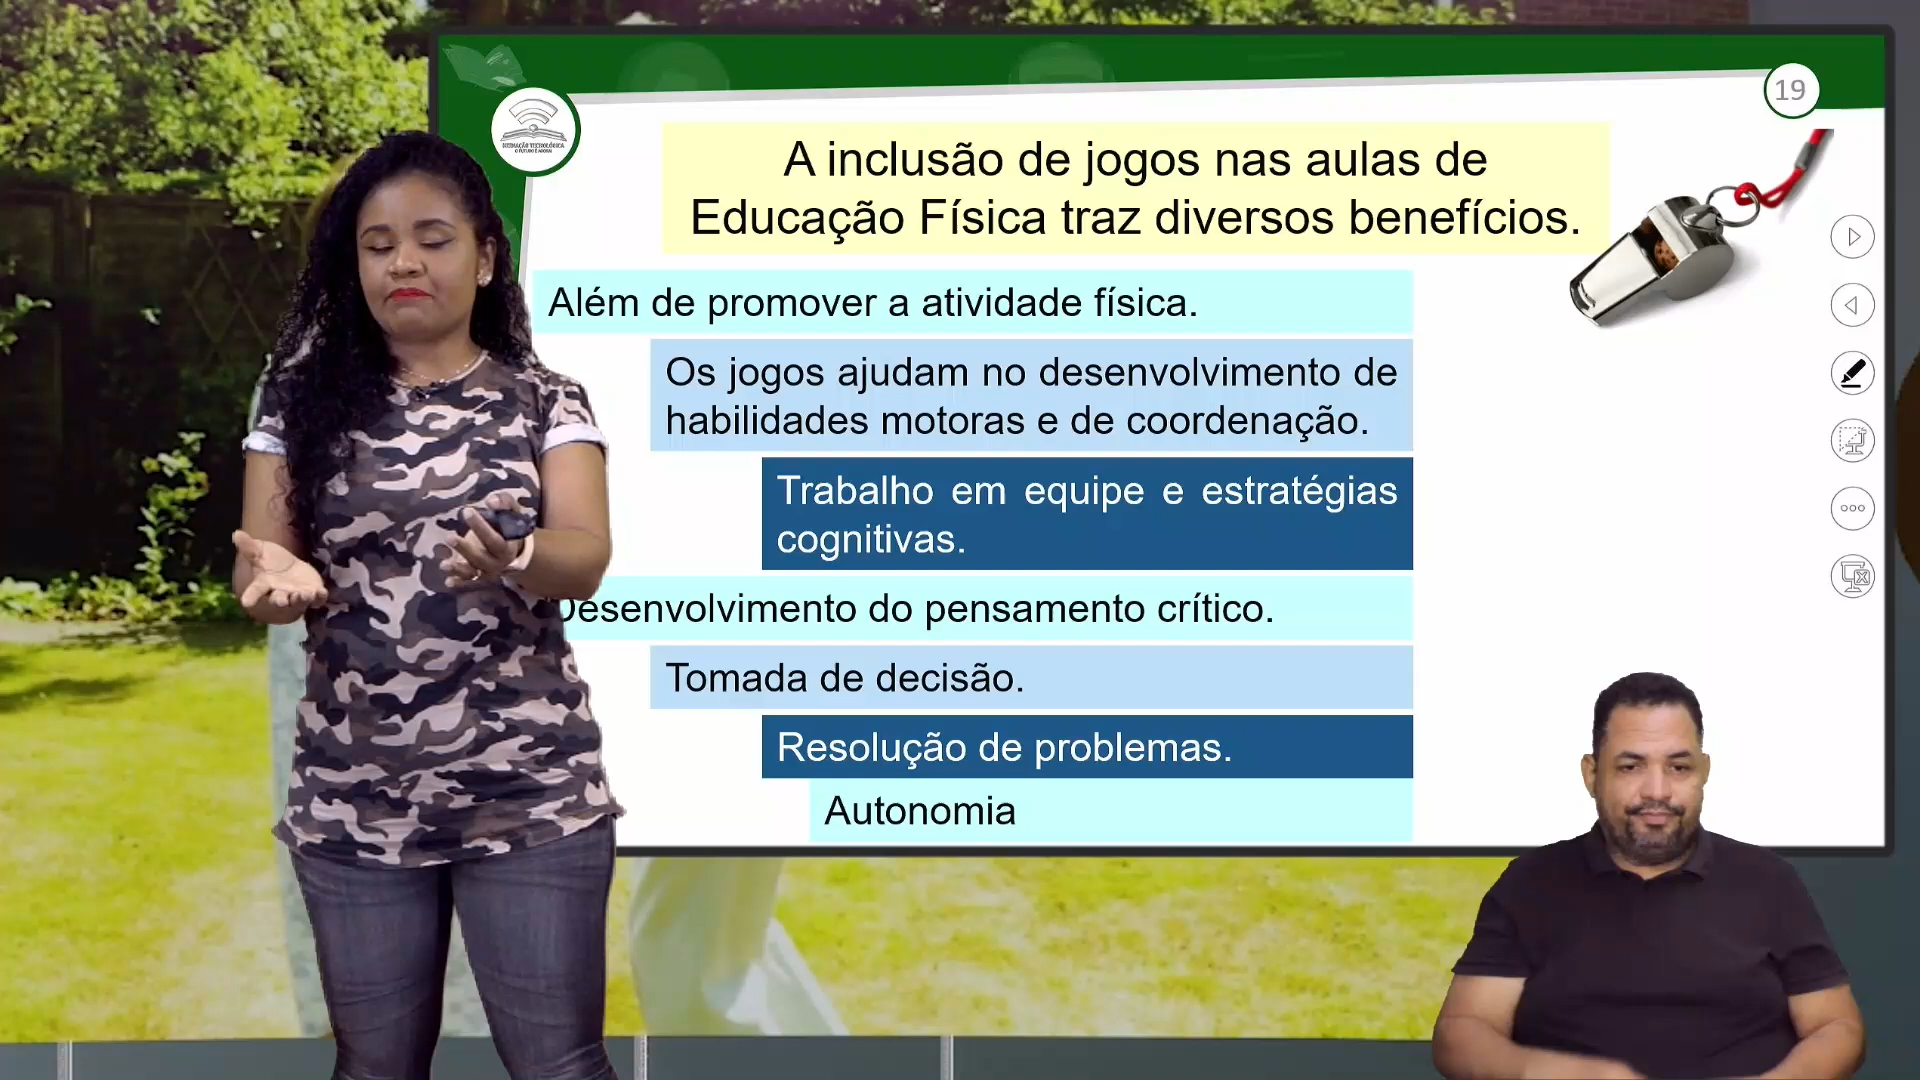 19
A inclusão de jogos nas aulas de
Educação Física traz diversos benefícios.
Além de promover a atividade física.
Os jogos ajudam no desenvolvimento de
habilidades motoras e de coordenação.
Trabalho em equipe e estratégias
cognitivas.
Desenvolvimento do pensamento crítico.
Tomada de decisão.
Resolução de problemas.
Autonomia